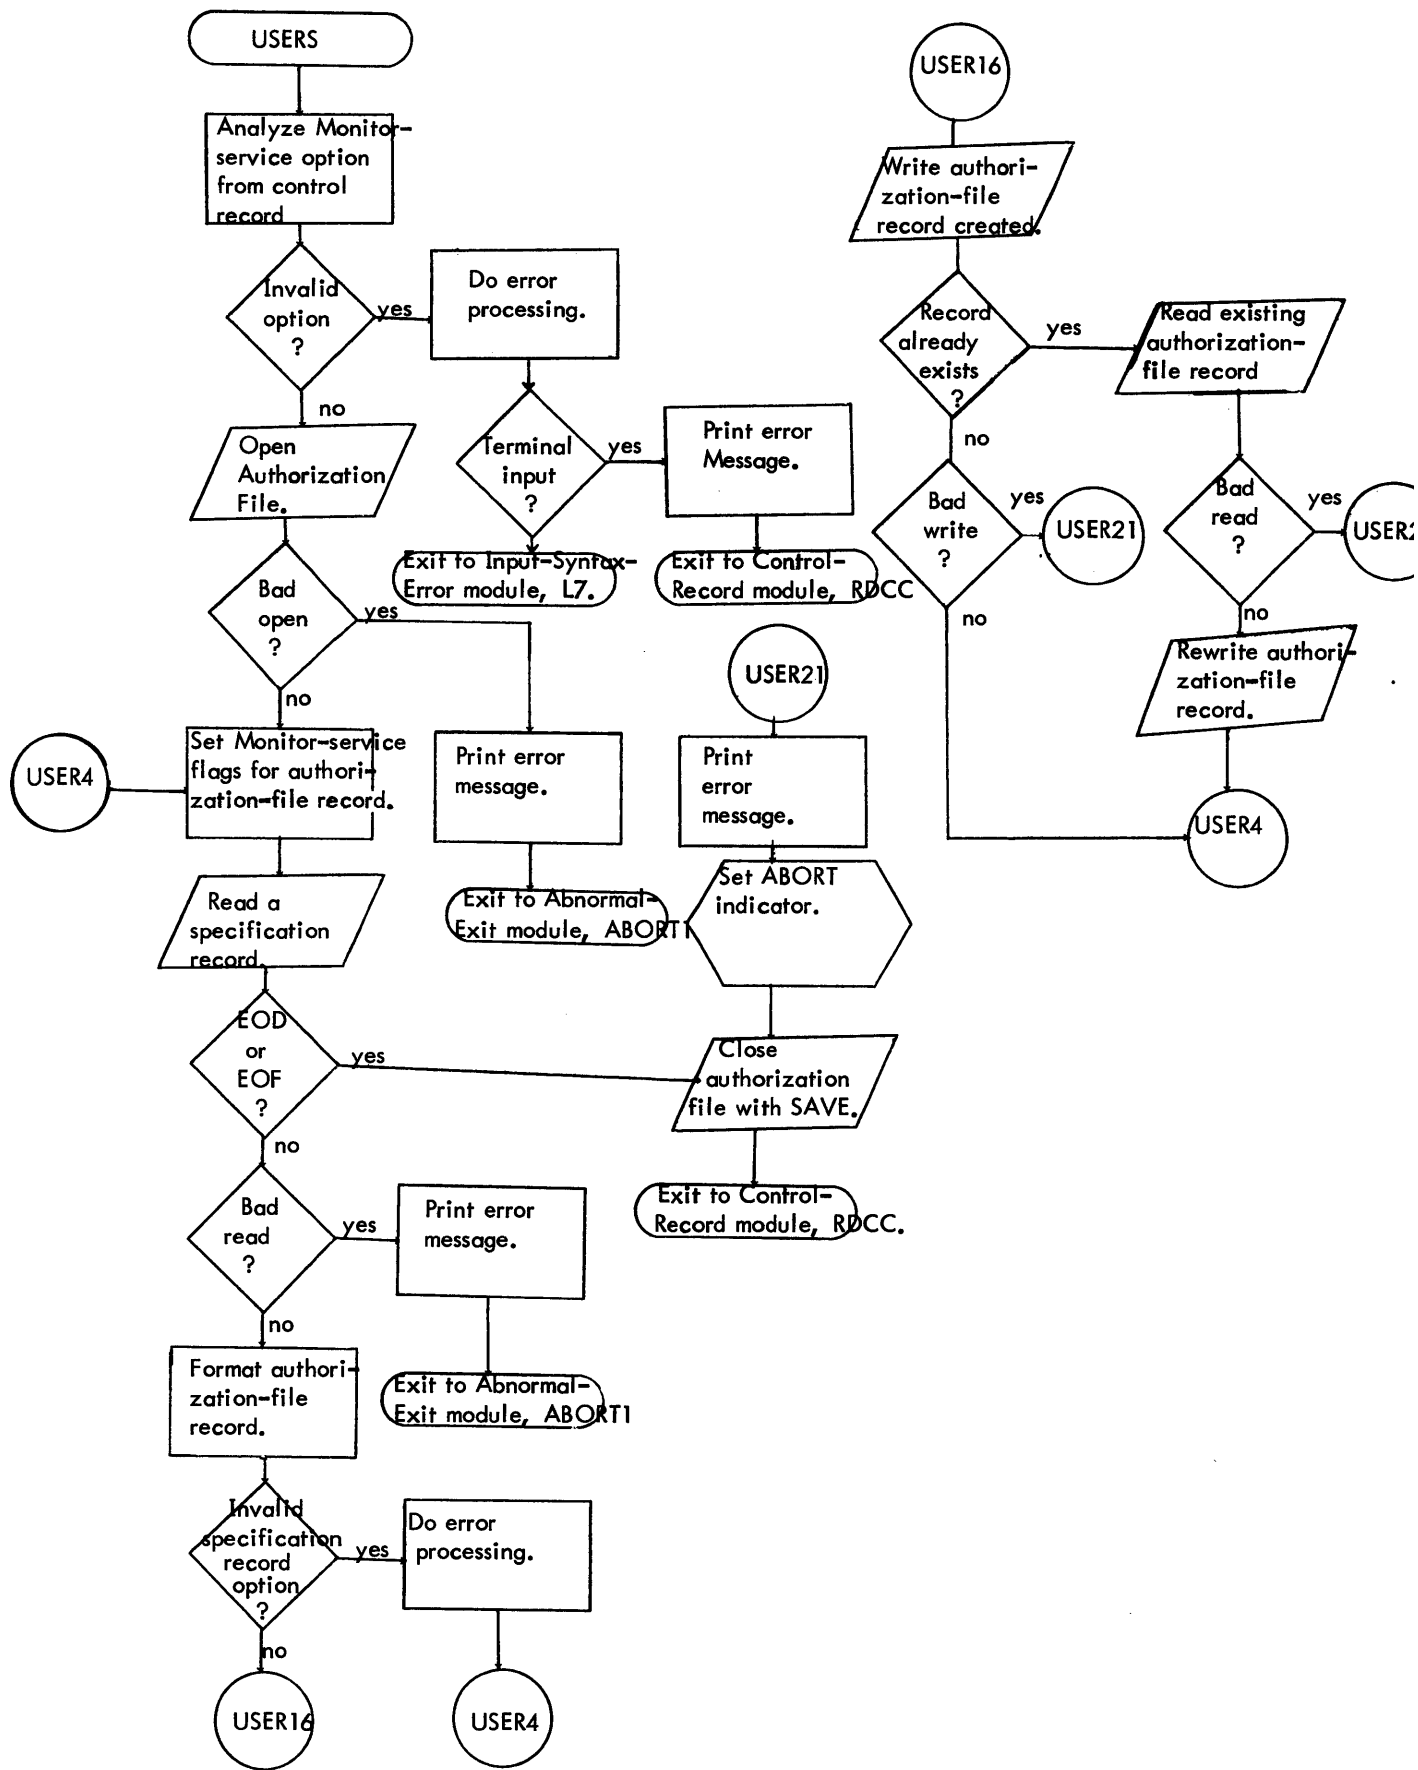 USERS
Analyze Monitor-
service option
from control
record
Invalid
option
?
yes
no
Do error
processing.
Terminal
input
?
yes
Print error
Message.
Exit to Input-Syntax-
Error module, L7.
Exit to Control-
Record module, RDCC
Open
Authorization
File.
Bad
open
?
yes
no
USER4
Set Monitor-service
flags for authori-
zation-file record.
Print error
message.
Exit to Abnormal-
Exit module, ABORT1
Read a
specification
record.
EOD
or
EOF
?
yes
no
Bad
read
?
yes
no
Print error
message.
Exit to Abnormal-
Exit module, ABORT1
Format authori-
zation-file
record.
Invalid
specification
record
option
?
yes
no
Do error
processing.
USER16
USER4
USER21
Print
error
message.
Set ABORT
indicator.
Close
authorization
file with SAVE.
Exit to Control-
Record module, RDCC.
USER16
Write authori-
zation-file
record created.
Record
already
exists
?
yes
no
Read existing
authorization-
file record
Bad
write
?
yes
no
USER21
Bad
read
?
yes
no
USER2
Rewrite authori-
zation-file
record.
USER4